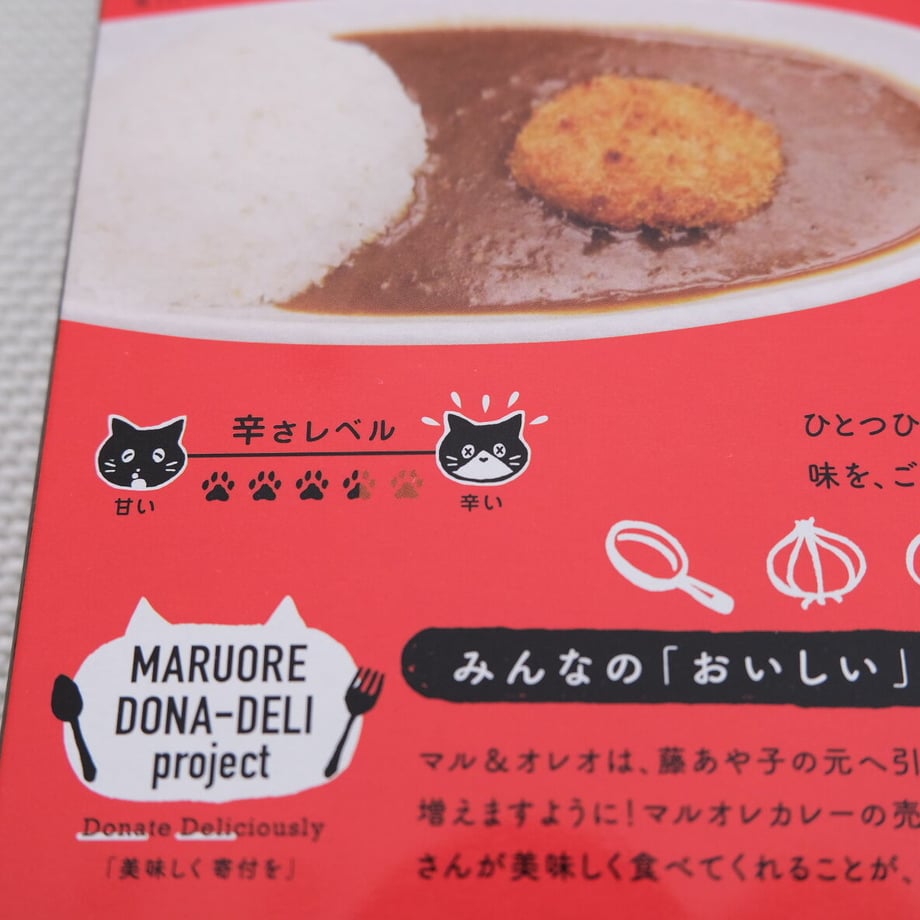 辛さレベル
甘い
辛い
ひとつひ
味を、ご
MARUORE
DONA-DELI
project
Donate Deliciously
「美味しく寄付を」
みんなの「おいしい」
マル&オレオは、藤あや子の元へ引
増えますように!マルオレカレーの売
さんが美味しく食べてくれることが、